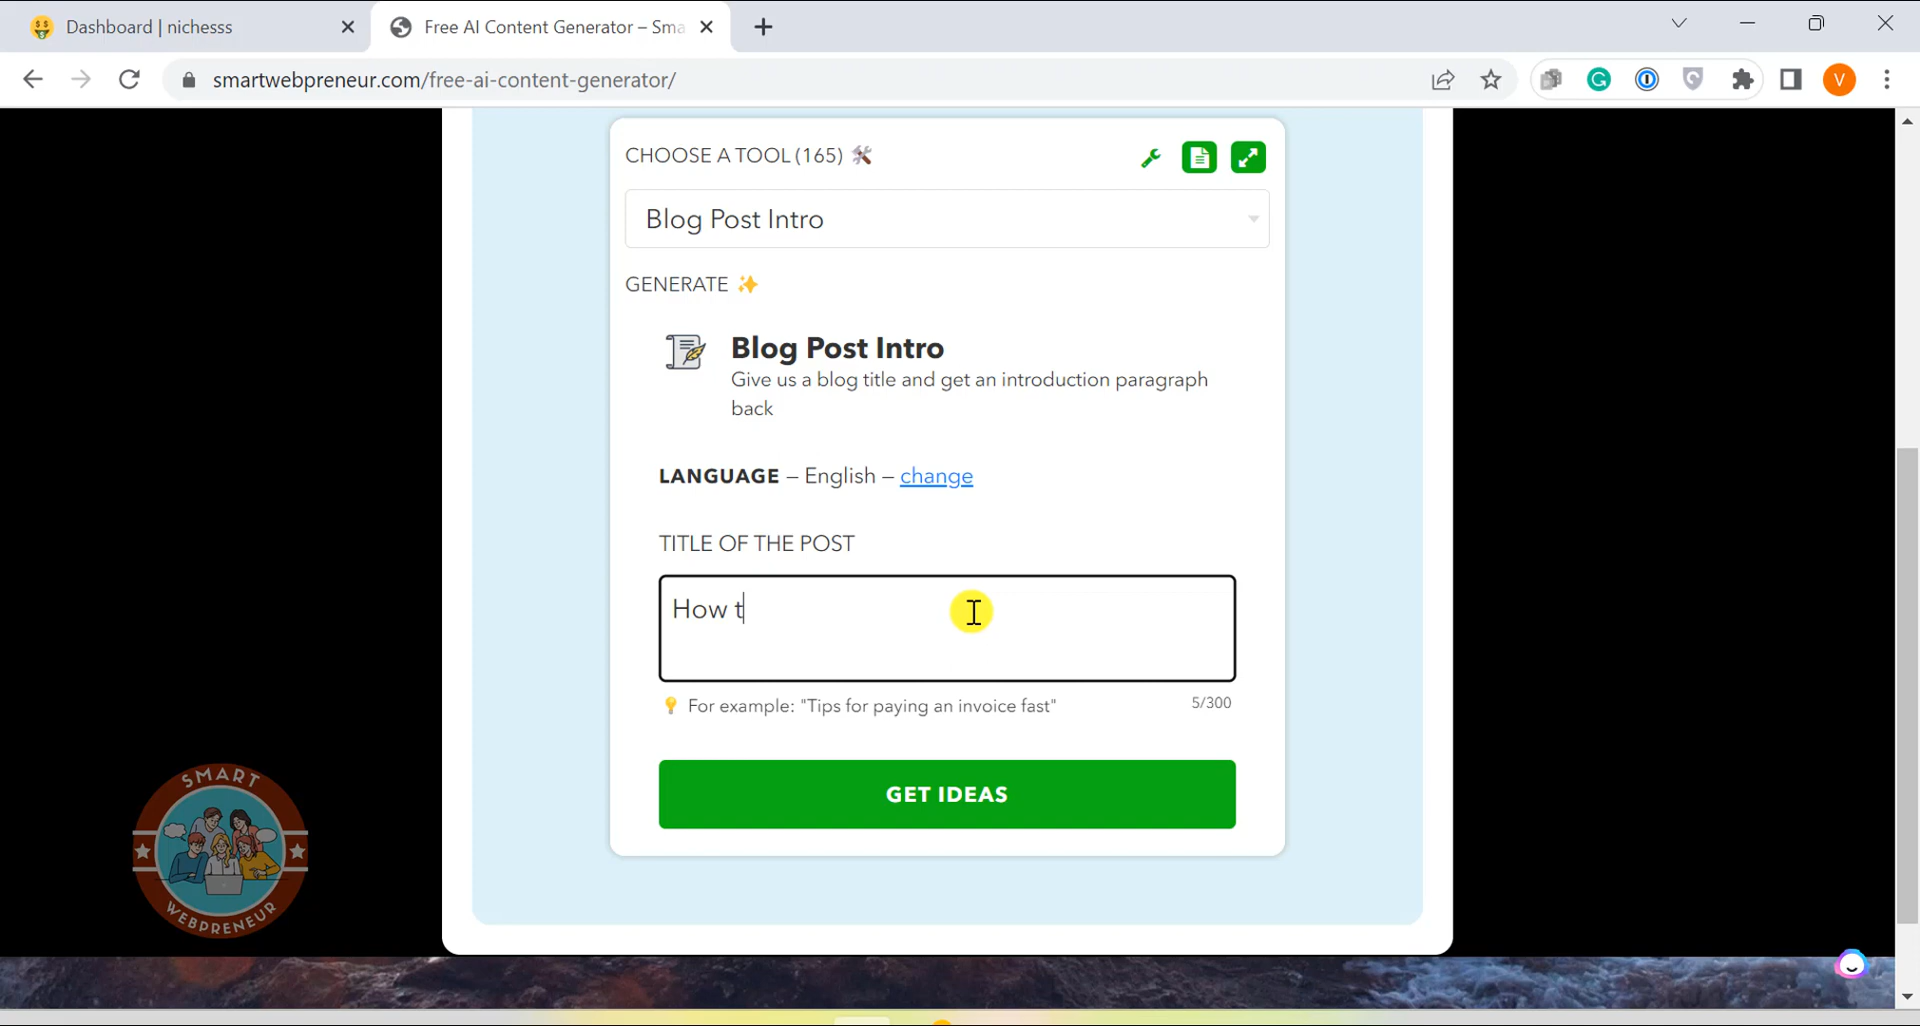 Dashboard | nichesss
Free AI Content Generator – Sma
smartwebpreneur.com/free-ai-content-generator/
V
CHOOSE A TOOL (165)
Blog Post Intro
GENERATE
Blog Post Intro
Give us a blog title and get an introduction paragraph
back
LANGUAGE – English – change
TITLE OF THE POST
How t
For example: "Tips for paying an invoice fast"
5/300
GET IDEAS
SMART
WEBPRENEUR